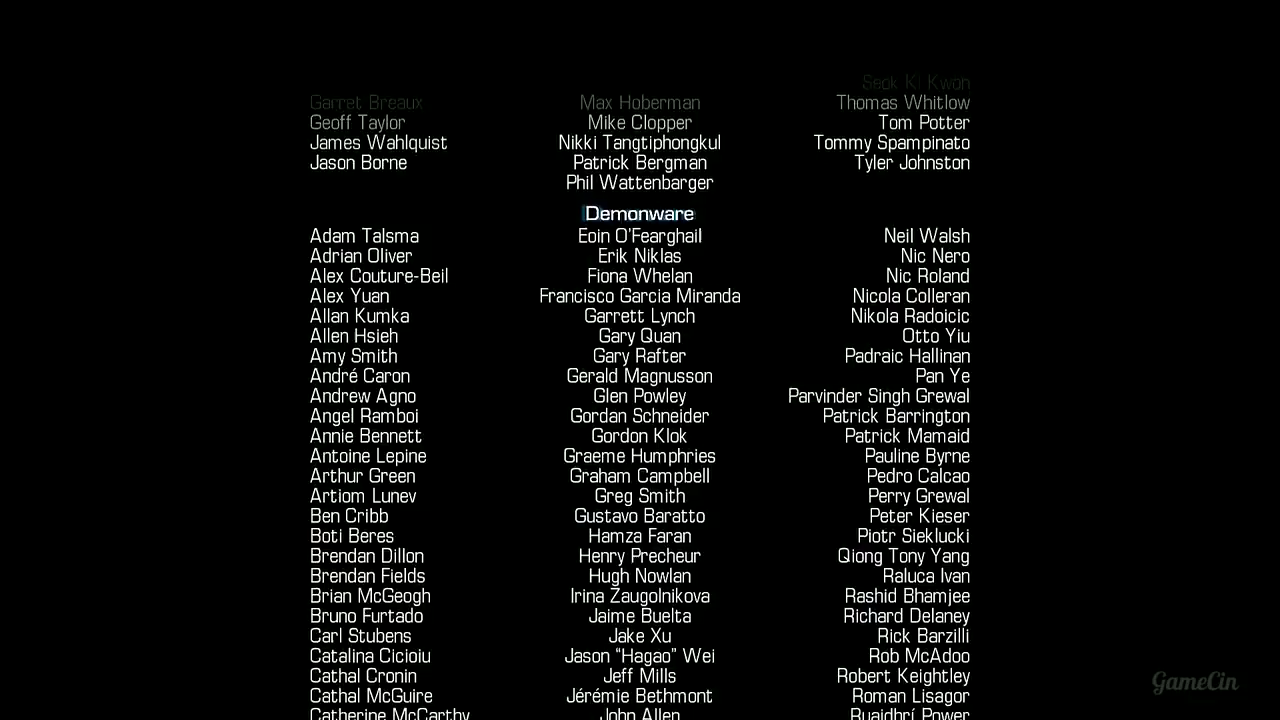 Seok Ki Kwon
Garret Breaux Max Hoberman Thomas Whitlow
Geoff Taylor Mike Clopper Tom Potter
James Wahlquist Nikki Tangtiphongkul Tommy Spampinato
Jason Borne Patrick Bergman Tyler Johnston
Phil Wattenbarger
Demonware
Adam Talsma Eoin O'Fearghail Neil Walsh
Adrian Oliver Erik Niklas Nic Nero
Alex Couture-Beil Fiona Whelan Nic Roland
Alex Yuan Francisco Garcia Miranda Nicola Colleran
Allan Kumka Garrett Lynch Nikola Radoicic
Allen Hsieh Gary Quan Otto Yiu
Amy Smith Gary Rafter Padraic Hallinan
André Caron Gerald Magnusson Pan Ye
Andrew Agno Glen Powley Parvinder Singh Grewal
Angel Ramboi Gordan Schneider Patrick Barrington
Annie Bennett Gordon Klok Patrick Mamaid
Antoine Lepine Graeme Humphries Pauline Byrne
Arthur Green Graham Campbell Pedro Calcao
Artiom Lunev Greg Smith Perry Grewal
Ben Cribb Gustavo Baratto Peter Kieser
Boti Beres Hamza Faran Piotr Sieklucki
Brendan Dillon Henry Precheur Qiong Tony Yang
Brendan Fields Hugh Nowlan Raluca Ivan
Brian McGeogh Irina Zaugolnikova Rashid Bhamjee
Bruno Furtado Jaime Buelta Richard Delaney
Carl Stubens Jake Xu Rick Barzilli
Catalina Cicioiu Jason “Hagao” Wei Rob McAdoo
Cathal Cronin Jeff Mills Robert Keightley
Cathal McGuire Jérémie Bethmont Roman Lisagor
Catherine McCarthy John Allen Ruaidhrí Power
GameCin